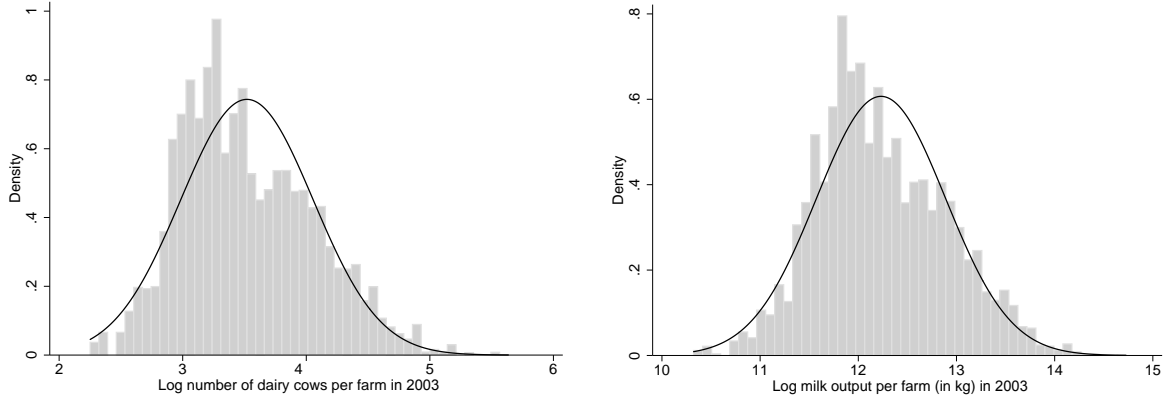 1
.8
.6
.4
.2
0
Density
2 3 4 5 6
Log number of dairy cows per farm in 2003
.8
.6
.4
.2
0
Density
10 11 12 13 14 15
Log milk output per farm (in kg) in 2003